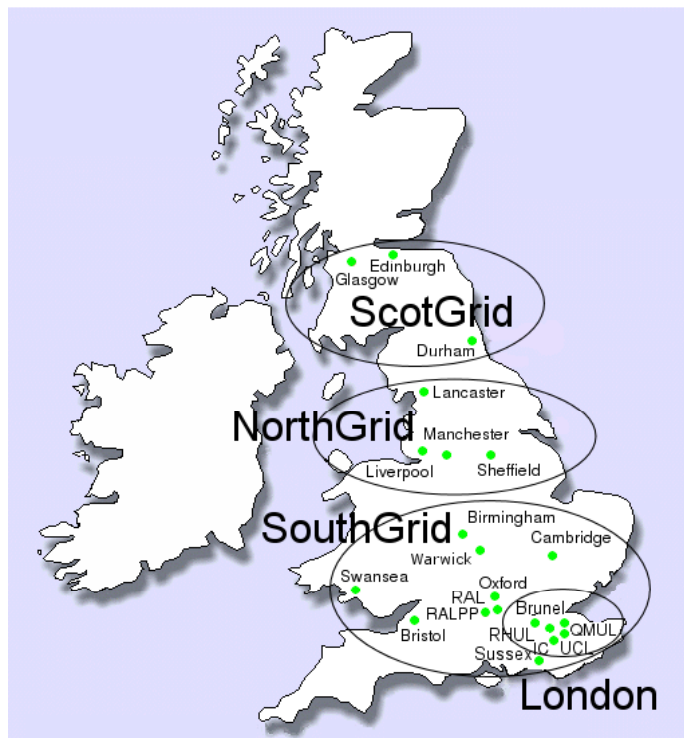 Edinburgh
Glasgow
ScotGrid
Durham
Lancaster
NorthGrid
Manchester
Liverpool
Sheffield
SouthGrid
Birmingham
Cambridge
Warwick
Swansea
Oxford
RAL
Brunel
RALPP
Bristol
RHUL
QMUL
IC
UCL
Sussex
London